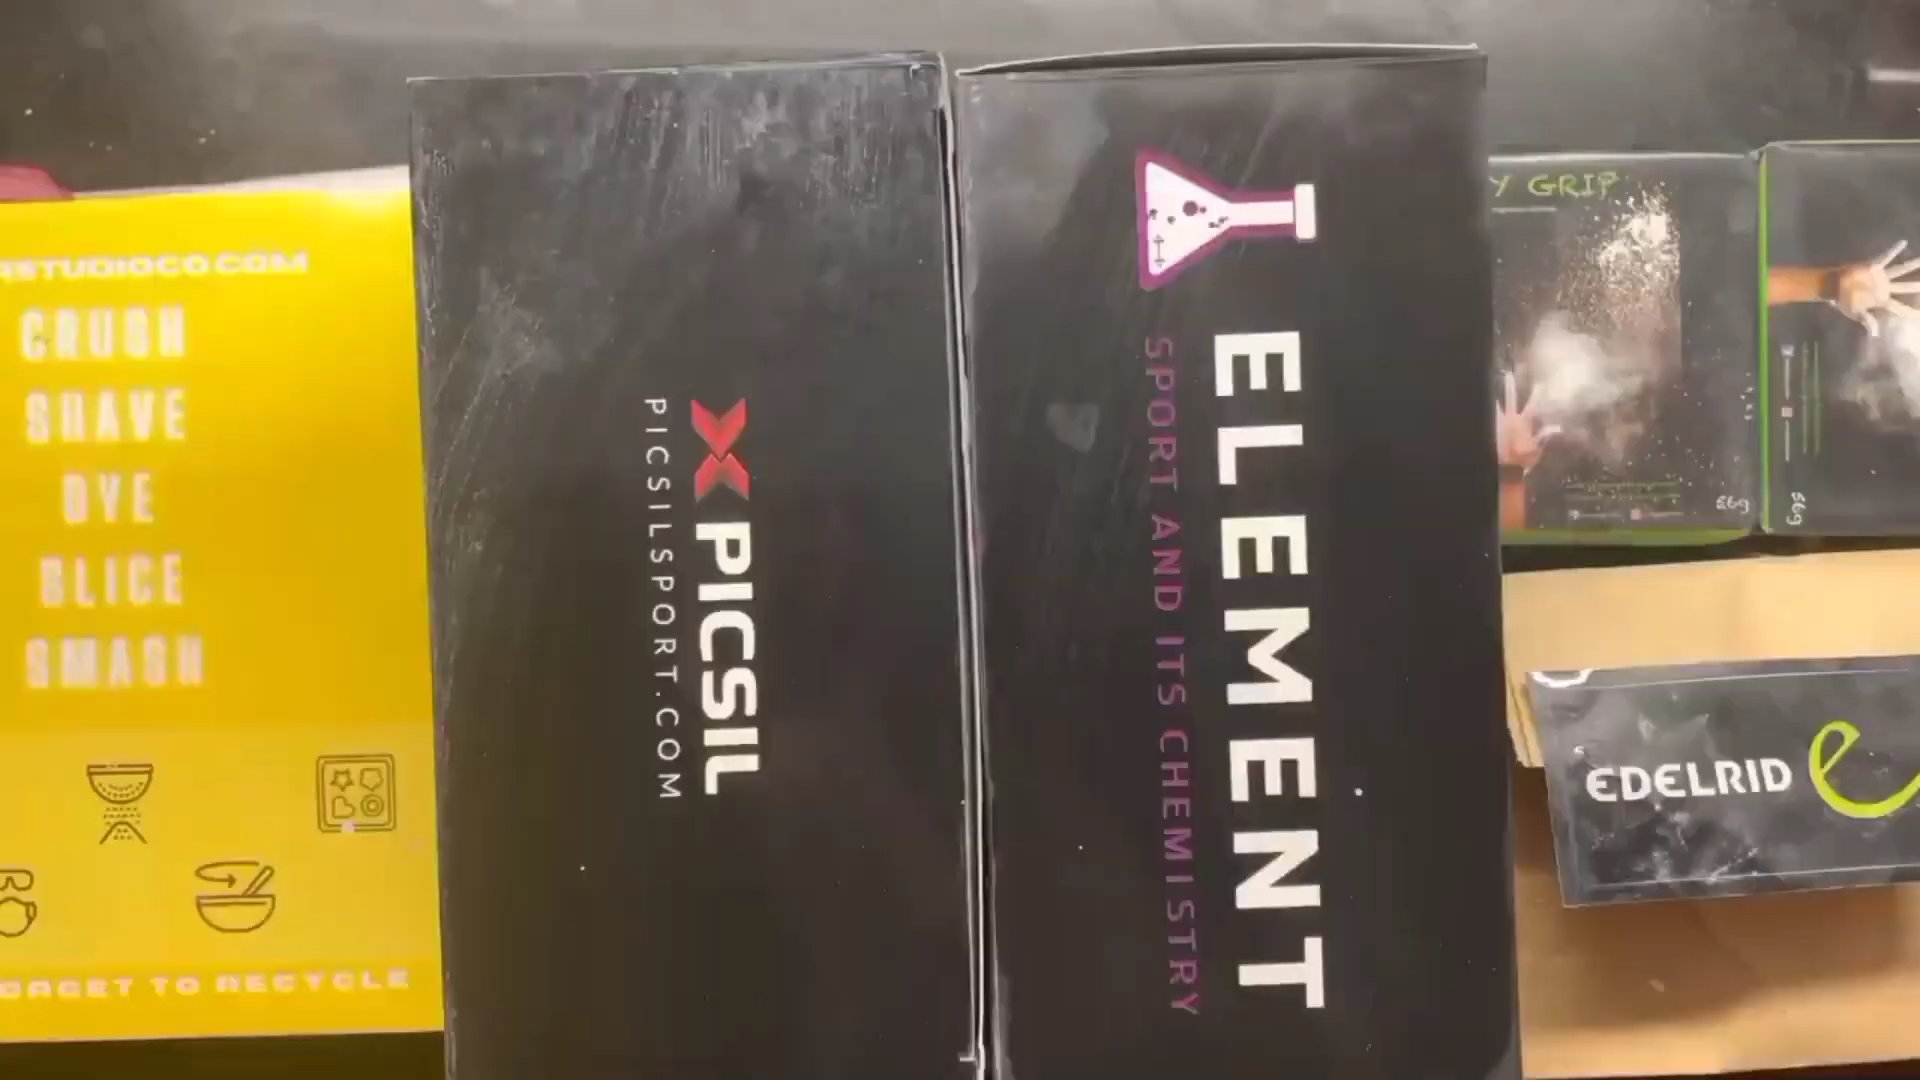 CRUSH
SHAVE
DYE
SLICE
SMASH
TO RECYCLE
PICSIL
PICSILSPORT.COM
ELEMENT
SPORT AND ITS CHEMISTRY
GRIP
56g
56g
EDELRID